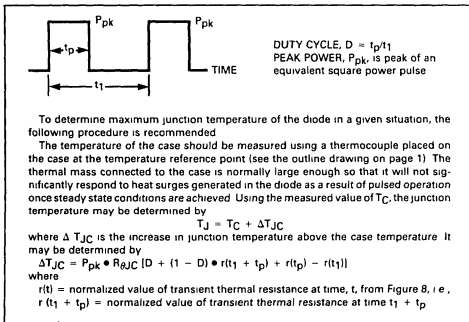 Ppk
Ppk
tp
TIME
t1
DUTY CYCLE, D = tp/t1
PEAK POWER, Ppk, is peak of an
equivalent square power pulse
To determine maximum junction temperature of the diode in a given situation, the
following procedure is recommended
The temperature of the case should be measured using a thermocouple placed on
the case at the temperature reference point (see the outline drawing on page 1) The
thermal mass connected to the case is normally large enough so that it will not sig-
nificantly respond to heat surges generated in the diode as a result of pulsed operation
once steady state conditions are achieved Using the measured value of TC, the junction
temperature may be determined by
TJ = TC + ΔTJC
where Δ TJC is the increase in junction temperature above the case temperature It
may be determined by
ΔTJC = Ppk • RθJC [D + (1 − D) • r(t1 + tp) + r(tp) − r(t1)]
where
r(t) = normalized value of transient thermal resistance at time, t, from Figure 8, i e ,
r (t1 + tp) = normalized value of transient thermal resistance at time t1 + tp